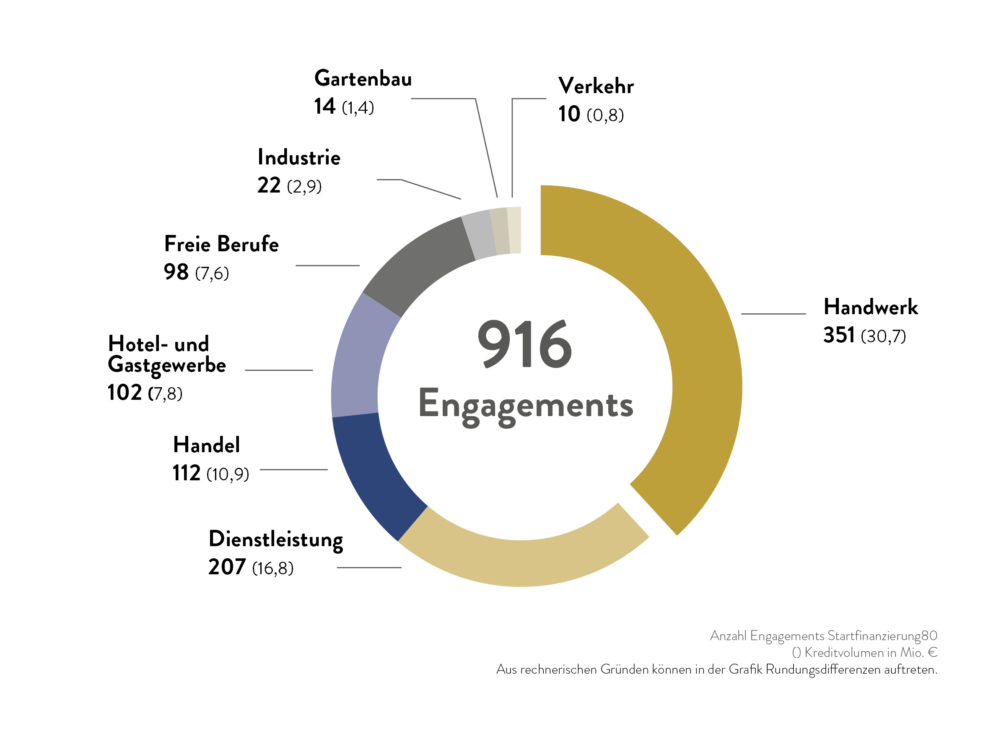 Gartenbau
14 (1,4)
Verkehr
10 (0,8)
Industrie
22 (2,9)
Freie Berufe
98 (7,6)
Handwerk
351 (30,7)
Hotel- und
Gastgewerbe
102 (7,8)
916
Engagements
Handel
112 (10,9)
Dienstleistung
207 (16,8)
Anzahl Engagements Startfinanzierung80
() Kreditvolumen in Mio. €
Aus rechnerischen Gründen können in der Grafik Rundungsdifferenzen auftreten.